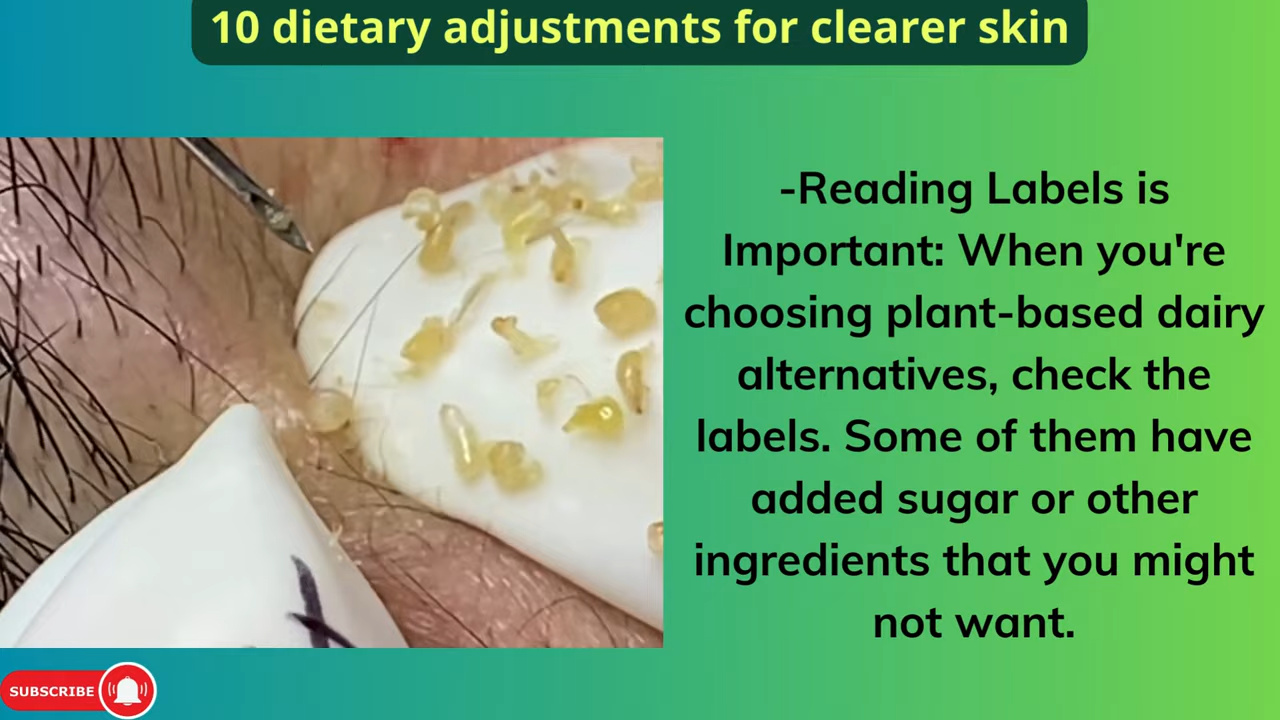 10 dietary adjustments for clearer skin
-Reading Labels is
Important: When you're
choosing plant-based dairy
alternatives, check the
labels. Some of them have
added sugar or other
ingredients that you might
not want.
SUBSCRIBE